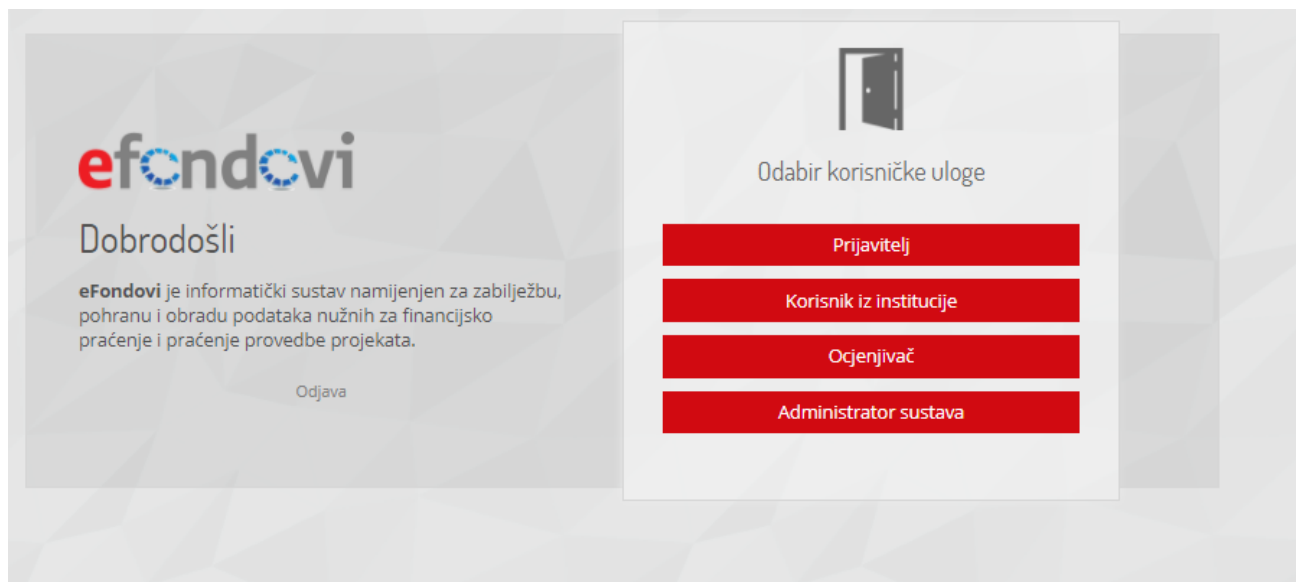 efondovi
Dobrodošli
eFondovi je informatički sustav namijenjen za zabilježbu,
pohranu i obradu podataka nužnih za financijsko
praćenje i praćenje provedbe projekata.
Odjava
Odabir korisničke uloge
Prijavitelj
Korisnik iz institucije
Ocjenjivač
Administrator sustava